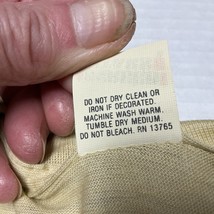 DO NOT DRY CLEAN OR
IRON IF DECORATED.
MACHINE WASH WARM.
TUMBLE DRY MEDIUM.
DO NOT BLEACH. RN 13765